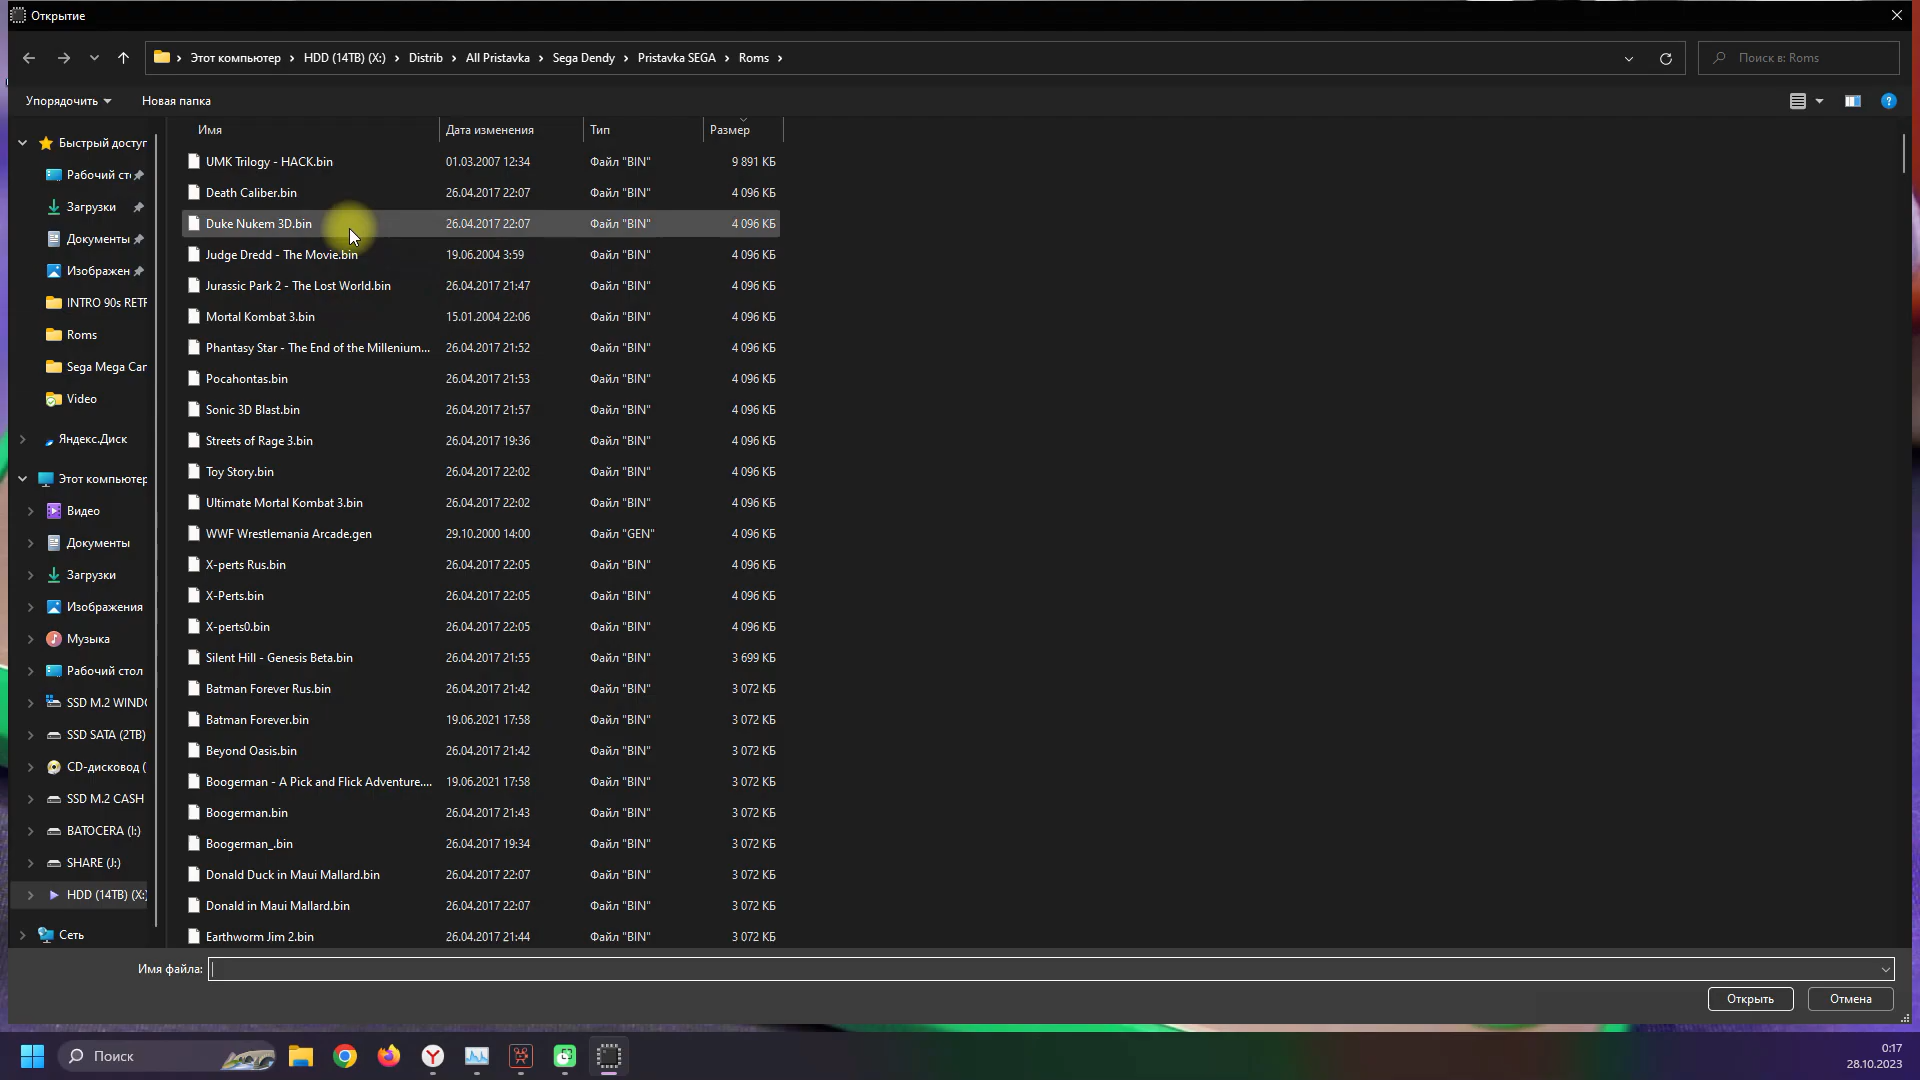 Открытие
Этот компьютер > HDD (14TB) (X:) > Distrib > All Pristavka > Sega Dendy > Pristavka SEGA > Roms >
Поиск в: Roms
Упорядочить
Новая папка
Имя
Дата изменения
Тип
Размер
UMK Trilogy - HACK.bin 01.03.2007 12:34 Файл "BIN" 9 891 КБ
Death Caliber.bin 26.04.2017 22:07 Файл "BIN" 4 096 КБ
Duke Nukem 3D.bin 26.04.2017 22:07 Файл "BIN" 4 096 КБ
Judge Dredd - The Movie.bin 19.06.2004 3:59 Файл "BIN" 4 096 КБ
Jurassic Park 2 - The Lost World.bin 26.04.2017 21:47 Файл "BIN" 4 096 КБ
Mortal Kombat 3.bin 15.01.2004 22:06 Файл "BIN" 4 096 КБ
Phantasy Star - The End of the Millenium... 26.04.2017 21:52 Файл "BIN" 4 096 КБ
Pocahontas.bin 26.04.2017 21:53 Файл "BIN" 4 096 КБ
Sonic 3D Blast.bin 26.04.2017 21:57 Файл "BIN" 4 096 КБ
Streets of Rage 3.bin 26.04.2017 19:36 Файл "BIN" 4 096 КБ
Toy Story.bin 26.04.2017 22:02 Файл "BIN" 4 096 КБ
Ultimate Mortal Kombat 3.bin 26.04.2017 22:02 Файл "BIN" 4 096 КБ
WWF Wrestlemania Arcade.gen 29.10.2000 14:00 Файл "GEN" 4 096 КБ
X-perts Rus.bin 26.04.2017 22:05 Файл "BIN" 4 096 КБ
X-Perts.bin 26.04.2017 22:05 Файл "BIN" 4 096 КБ
X-perts0.bin 26.04.2017 22:05 Файл "BIN" 4 096 КБ
Silent Hill - Genesis Beta.bin 26.04.2017 21:55 Файл "BIN" 3 699 КБ
Batman Forever Rus.bin 26.04.2017 21:42 Файл "BIN" 3 072 КБ
Batman Forever.bin 19.06.2021 17:58 Файл "BIN" 3 072 КБ
Beyond Oasis.bin 26.04.2017 21:42 Файл "BIN" 3 072 КБ
Boogerman - A Pick and Flick Adventure.... 19.06.2021 17:58 Файл "BIN" 3 072 КБ
Boogerman.bin 26.04.2017 21:43 Файл "BIN" 3 072 КБ
Boogerman_.bin 26.04.2017 19:34 Файл "BIN" 3 072 КБ
Donald Duck in Maui Mallard.bin 26.04.2017 22:07 Файл "BIN" 3 072 КБ
Donald in Maui Mallard.bin 26.04.2017 22:07 Файл "BIN" 3 072 КБ
Earthworm Jim 2.bin 26.04.2017 21:44 Файл "BIN" 3 072 КБ
Быстрый доступ
Рабочий сто
Загрузки
Документы
Изображен
INTRO 90s RETR
Roms
Sega Mega Car
Video
Яндекс.Диск
Этот компьютер
Видео
Документы
Загрузки
Изображения
Музыка
Рабочий стол
SSD M.2 WINDO
SSD SATA (2TB)
CD-дисковод (
SSD M.2 CASH
BATOCERA (I:)
SHARE (J:)
HDD (14TB) (X:)
Сеть
Имя файла:
Открыть
Отмена
Поиск
0:17
28.10.2023